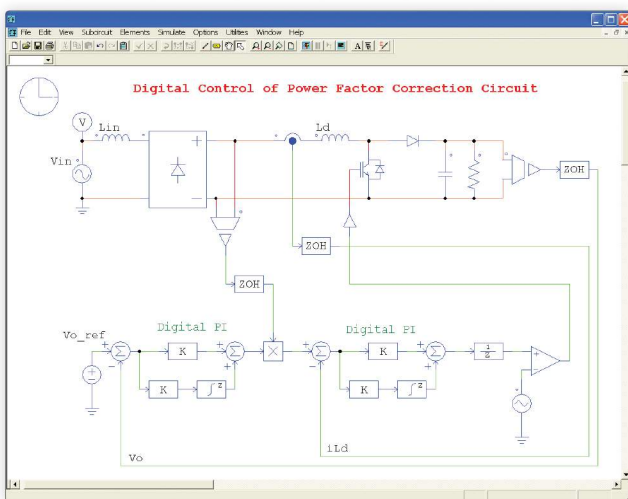 File Edit View Subcircuit Elements Simulate Options Utilities Window Help
Digital Control of Power Factor Correction Circuit
V
Lin
Ld
Vin
+
−
ZOH
ZOH
ZOH
Digital PI
Digital PI
Vo_ref
+
Σ
−
K
+
Σ
+
X
+
Σ
−
K
+
Σ
+
1
z
+
−
K
∫z
K
∫z
Vo
iLd